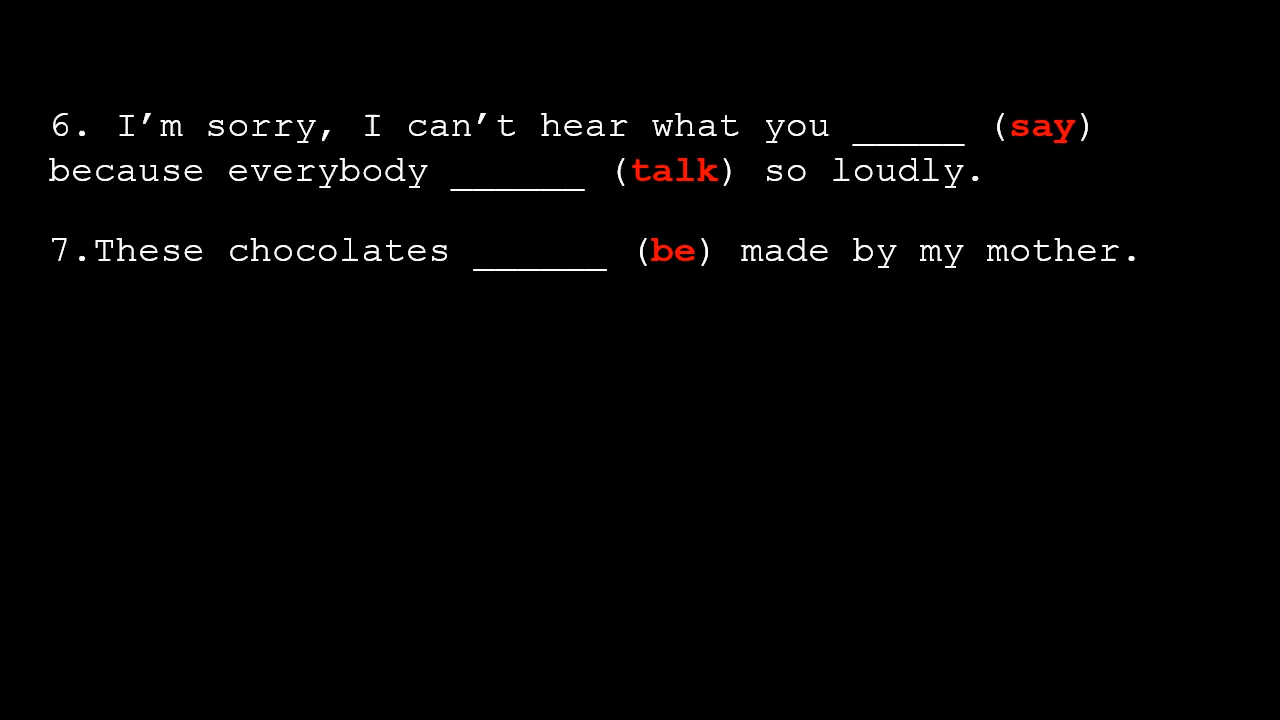 6. I’m sorry, I can’t hear what you _____ (say)
because everybody ______ (talk) so loudly.
7.These chocolates ______ (be) made by my mother.